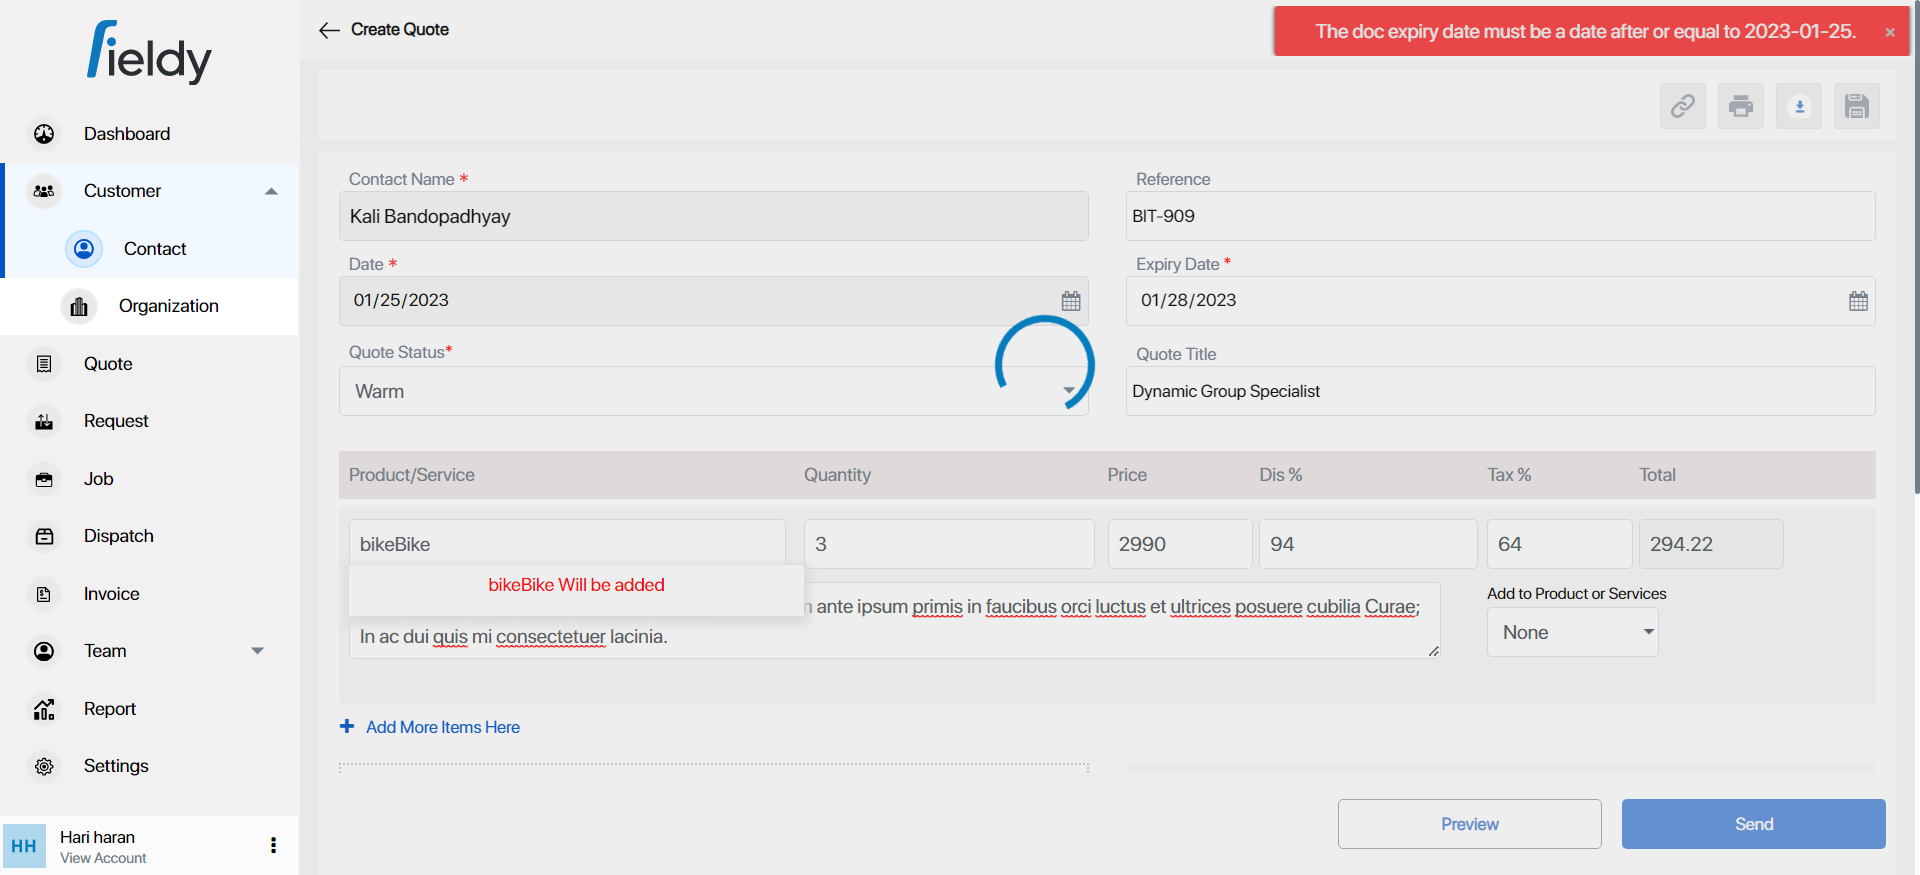 fieldy
Create Quote
The doc expiry date must be a date after or equal to 2023-01-25. ×
Dashboard
Customer
Contact
Organization
Quote
Request
Job
Dispatch
Invoice
Team
Report
Settings
HH
Hari haran
View Account
Contact Name *
Kali Bandopadhyay
Reference
BIT-909
Date *
01/25/2023
Expiry Date *
01/28/2023
Quote Status*
Warm
Quote Title
Dynamic Group Specialist
Product/Service Quantity Price Dis % Tax % Total
bikeBike 3 2990 94 64 294.22
bikeBike Will be added
ante ipsum primis in faucibus orci luctus et ultrices posuere cubilia Curae;
In ac dui quis mi consectetuer lacinia.
Add to Product or Services
None
+ Add More Items Here
Preview
Send